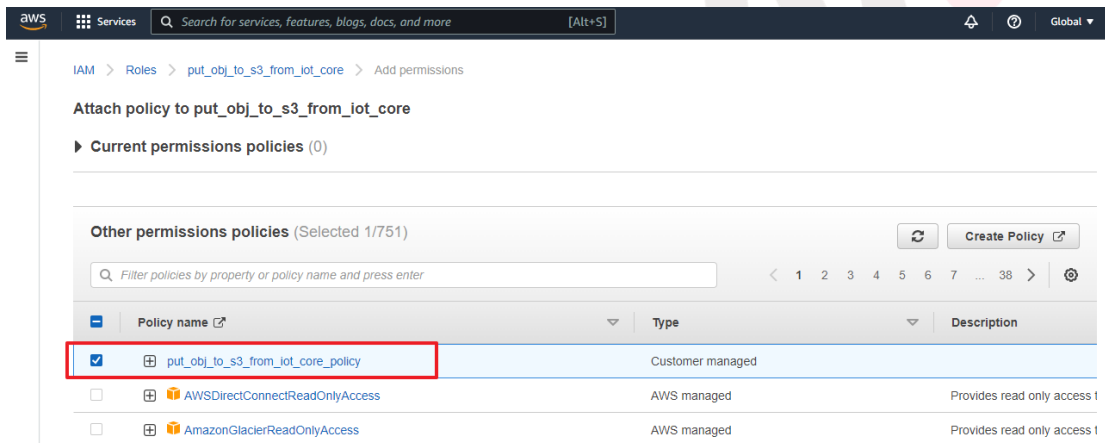 aws Services Search for services, features, blogs, docs, and more [Alt+S] Global
IAM > Roles > put_obj_to_s3_from_iot_core > Add permissions
Attach policy to put_obj_to_s3_from_iot_core
Current permissions policies (0)
Other permissions policies (Selected 1/751) Create Policy
Filter policies by property or policy name and press enter < 1 2 3 4 5 6 7 ... 38 >
Policy name Type Description
put_obj_to_s3_from_iot_core_policy Customer managed
AWSDirectConnectReadOnlyAccess AWS managed Provides read only access t
AmazonGlacierReadOnlyAccess AWS managed Provides read only access t